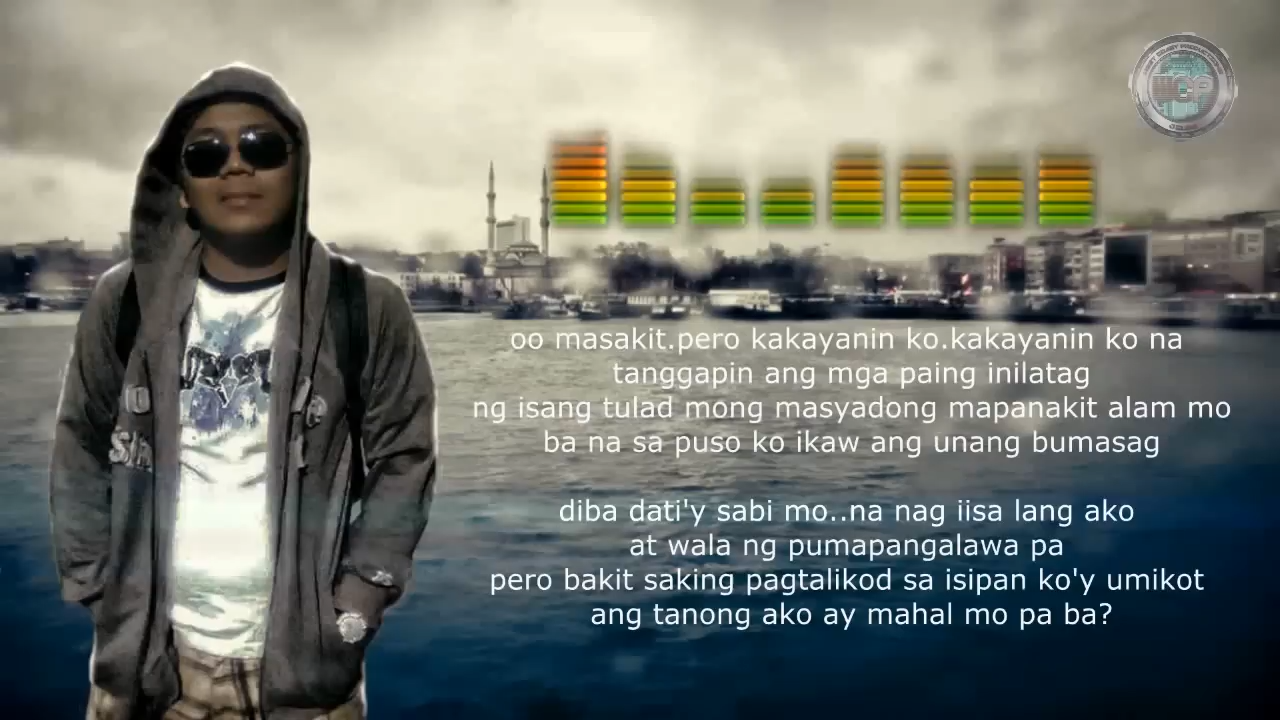 oo masakit.pero kakayanin ko.kakayanin ko na
tanggapin ang mga paing inilatag
ng isang tulad mong masyadong mapanakit alam mo
ba na sa puso ko ikaw ang unang bumasag
diba dati'y sabi mo..na nag iisa lang ako
at wala ng pumapangalawa pa
pero bakit saking pagtalikod sa isipan ko'y umikot
ang tanong ako ay mahal mo pa ba?